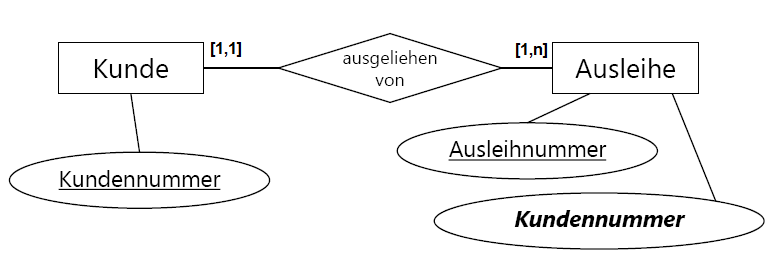 Kunde
[1,1]
ausgeliehen
von
[1,n]
Ausleihe
Kundennummer
Ausleihnummer
Kundennummer